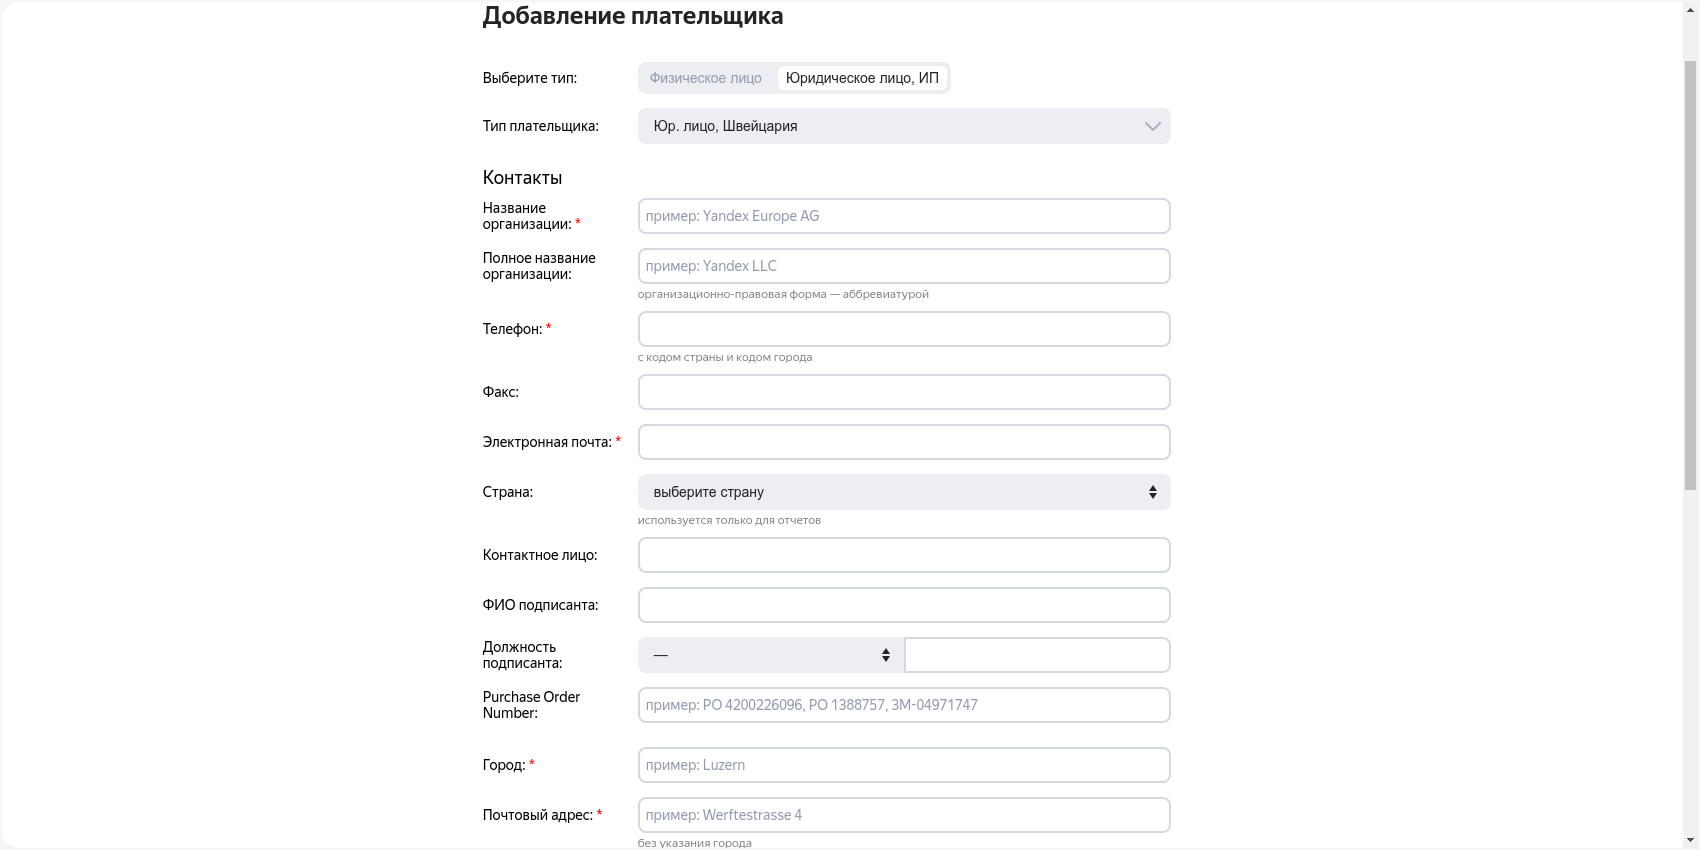 Добавление плательщика
Выберите тип:
Физическое лицо
Юридическое лицо, ИП
Тип плательщика:
Юр. лицо, Швейцария
Контакты
Название
организации: *
пример: Yandex Europe AG
Полное название
организации:
пример: Yandex LLC
организационно-правовая форма — аббревиатурой
Телефон: *
с кодом страны и кодом города
Факс:
Электронная почта: *
Страна:
выберите страну
используется только для отчетов
Контактное лицо:
ФИО подписанта:
Должность
подписанта:
—
Purchase Order
Number:
пример: PO 4200226096, PO 1388757, 3M-04971747
Город: *
пример: Luzern
Почтовый адрес: *
пример: Werftestrasse 4
без указания города